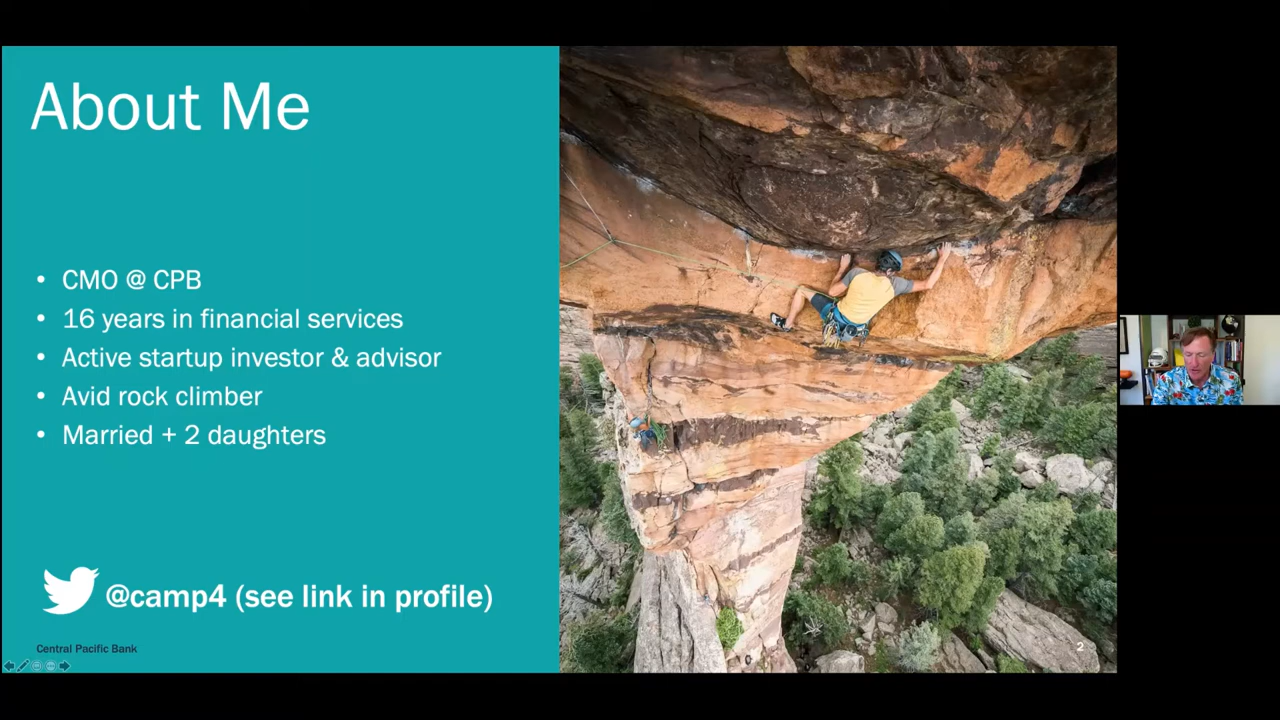 About Me
• CMO @ CPB
• 16 years in financial services
• Active startup investor & advisor
• Avid rock climber
• Married + 2 daughters
@camp4 (see link in profile)
Central Pacific Bank
2